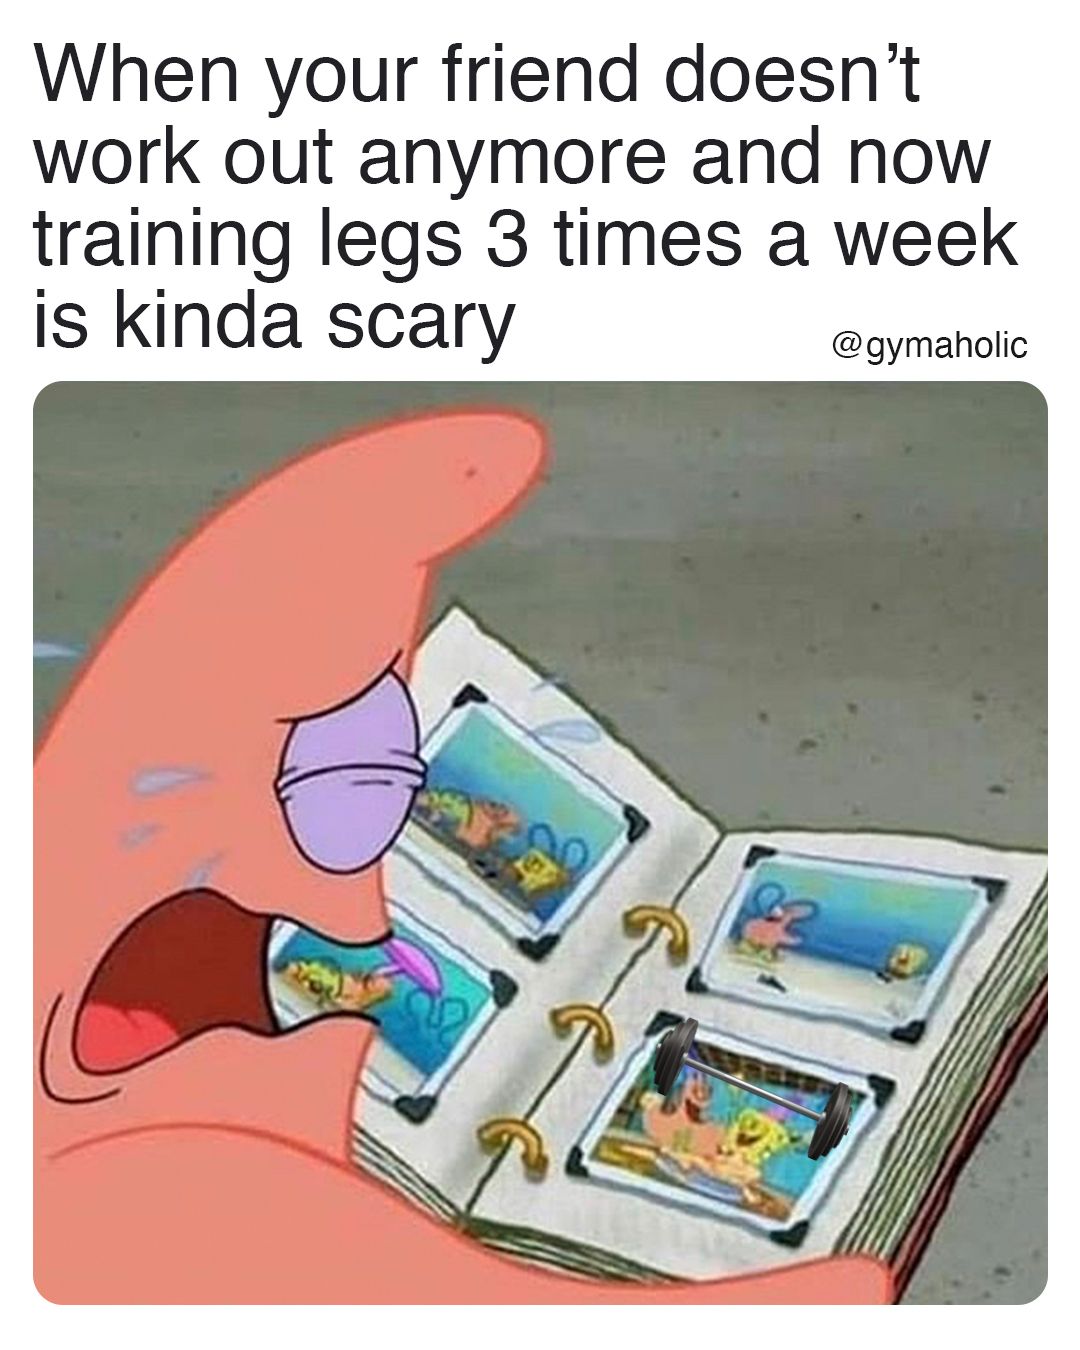 When your friend doesn’t
work out anymore and now
training legs 3 times a week
is kinda scary
@gymaholic